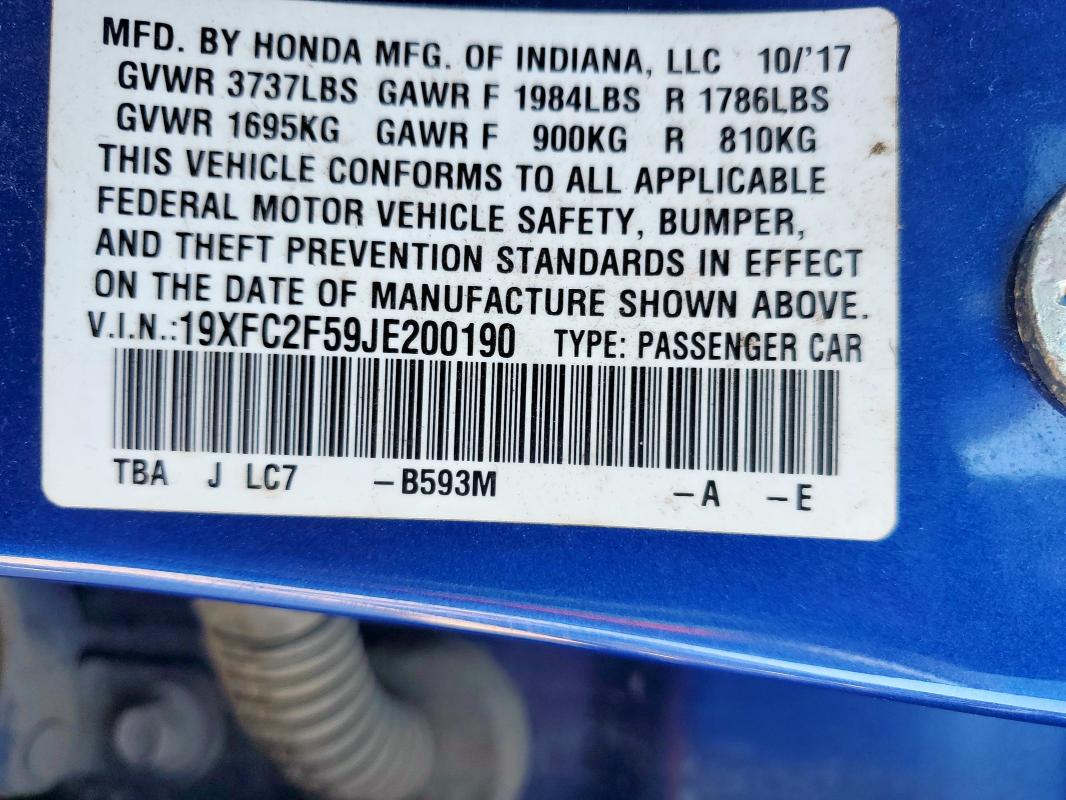 MFD. BY HONDA MFG. OF INDIANA, LLC 10/'17
GVWR 3737LBS GAWR F 1984LBS R 1786LBS
GVWR 1695KG GAWR F 900KG R 810KG
THIS VEHICLE CONFORMS TO ALL APPLICABLE
FEDERAL MOTOR VEHICLE SAFETY, BUMPER,
AND THEFT PREVENTION STANDARDS IN EFFECT
ON THE DATE OF MANUFACTURE SHOWN ABOVE.
V.I.N.:19XFC2F59JE200190 TYPE: PASSENGER CAR
TBA J LC7 –B593M –A –E